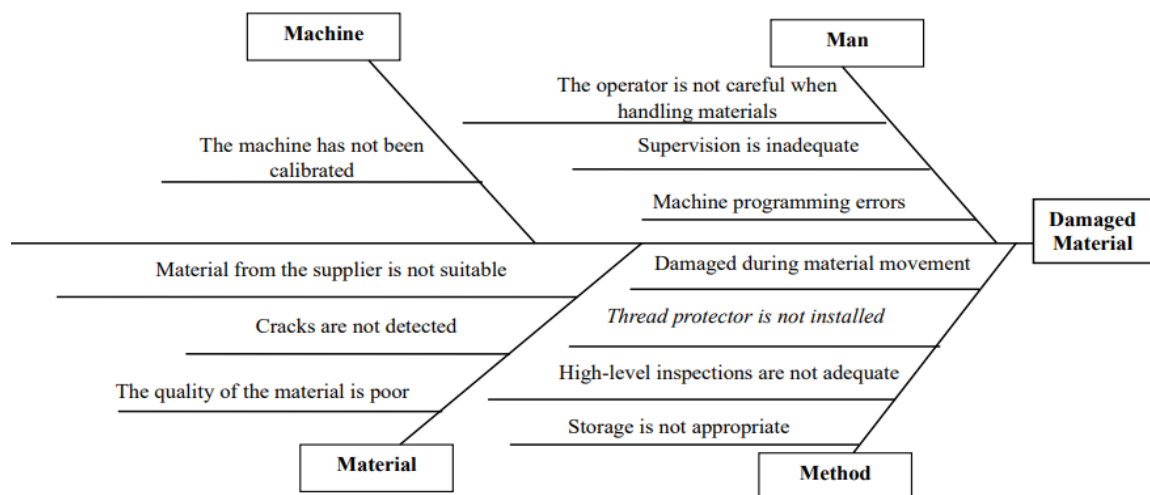 Machine
Man
The operator is not careful when
handling materials
The machine has not been
calibrated
Supervision is inadequate
Machine programming errors
Damaged
Material
Material from the supplier is not suitable
Damaged during material movement
Cracks are not detected
Thread protector is not installed
The quality of the material is poor
High-level inspections are not adequate
Storage is not appropriate
Material
Method